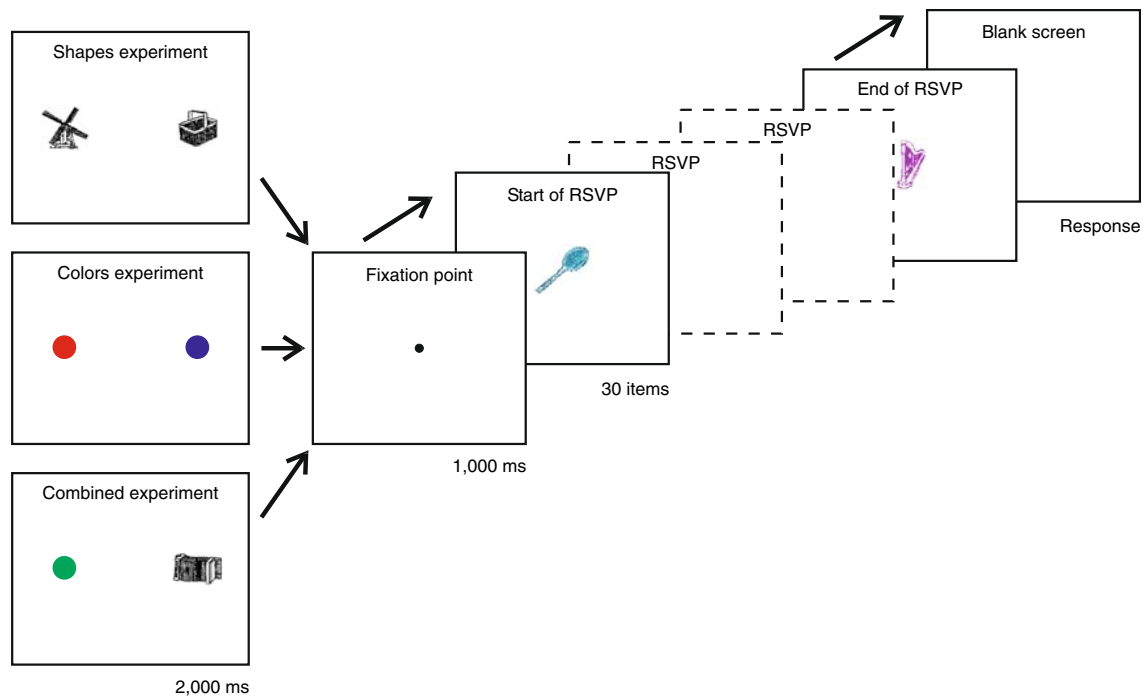 Shapes experiment
Colors experiment
Combined experiment
2,000 ms
Fixation point
1,000 ms
Start of RSVP
30 items
RSVP
RSVP
End of RSVP
Blank screen
Response